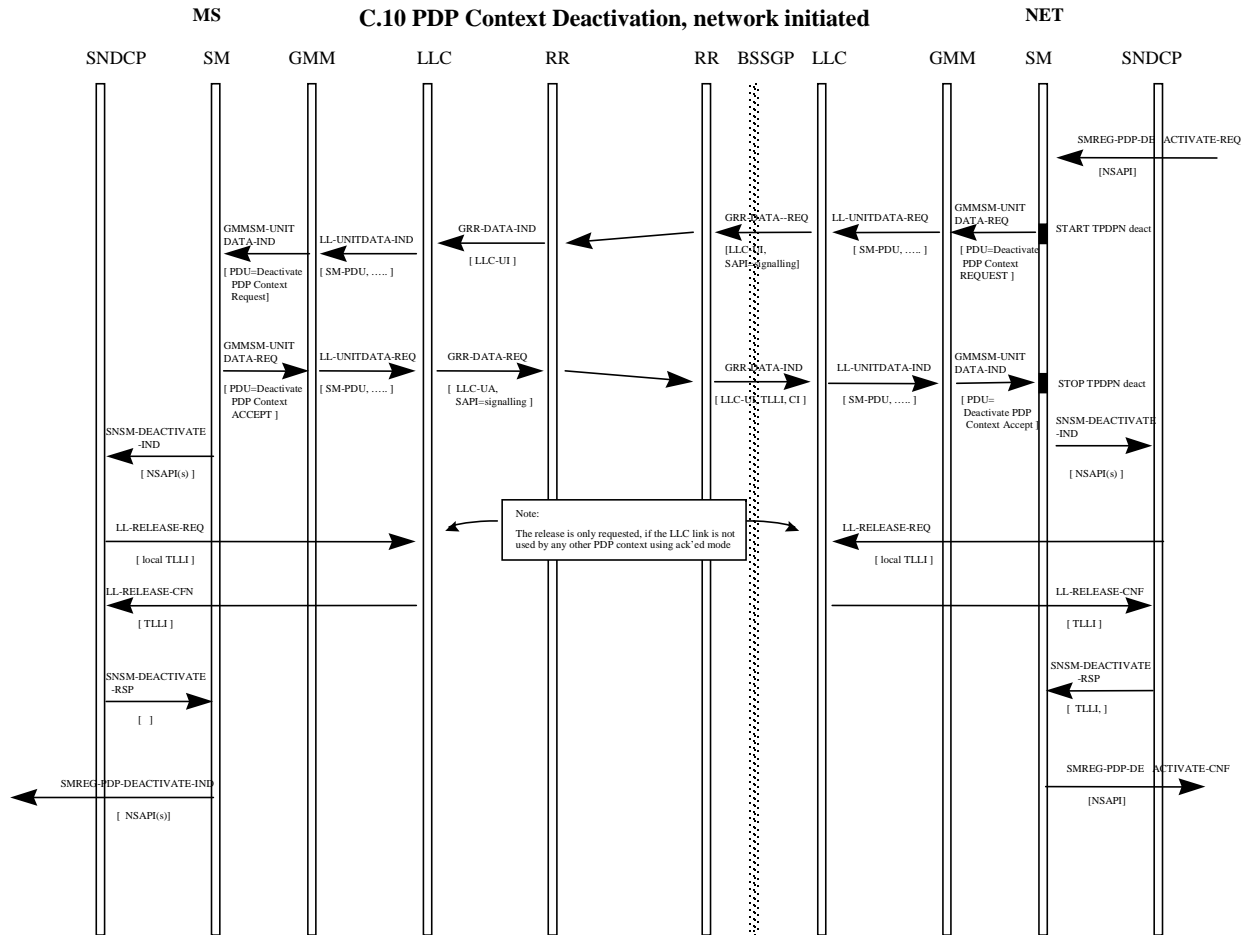 MS
C.10 PDP Context Deactivation, network initiated
NET
SNDCP
SM
GMM
LLC
RR
RR
BSSGP
LLC
GMM
SM
SNDCP
SMREG-PDP-DE ACTIVATE-REQ
[NSAPI]
GMMSM-UNIT
DATA-IND
[ PDU=Deactivate
PDP Context
Request]
LL-UNITDATA-IND
[ SM-PDU, ….. ]
GRR-DATA-IND
[ LLC-UI ]
GRR-DATA--REQ
[LLC-UI,
SAPI=signalling]
LL-UNITDATA-REQ
[ SM-PDU, ….. ]
GMMSM-UNIT
DATA-REQ
[ PDU=Deactivate
PDP Context
REQUEST ]
START TPDPN deact
GMMSM-UNIT
DATA-REQ
[ PDU=Deactivate
PDP Context
ACCEPT ]
LL-UNITDATA-REQ
[ SM-PDU, ….. ]
GRR-DATA-REQ
[ LLC-UA,
SAPI=signalling ]
GRR-DATA-IND
[ LLC-UI, TLLI, CI ]
LL-UNITDATA-IND
[ SM-PDU, ….. ]
GMMSM-UNIT
DATA-IND
[ PDU=
Deactivate PDP
Context Accept ]
STOP TPDPN deact
SNSM-DEACTIVATE
-IND
[ NSAPI(s) ]
SNSM-DEACTIVATE
-IND
[ NSAPI(s) ]
LL-RELEASE-REQ
[ local TLLI ]
Note:
The release is only requested, if the LLC link is not
used by any other PDP context using ack'ed mode
LL-RELEASE-REQ
[ local TLLI ]
LL-RELEASE-CFN
[ TLLI ]
LL-RELEASE-CNF
[ TLLI ]
SNSM-DEACTIVATE
-RSP
[ ]
SNSM-DEACTIVATE
-RSP
[ TLLI, ]
SMREG-PDP-DEACTIVATE-IND
[ NSAPI(s)]
SMREG-PDP-DE ACTIVATE-CNF
[NSAPI]